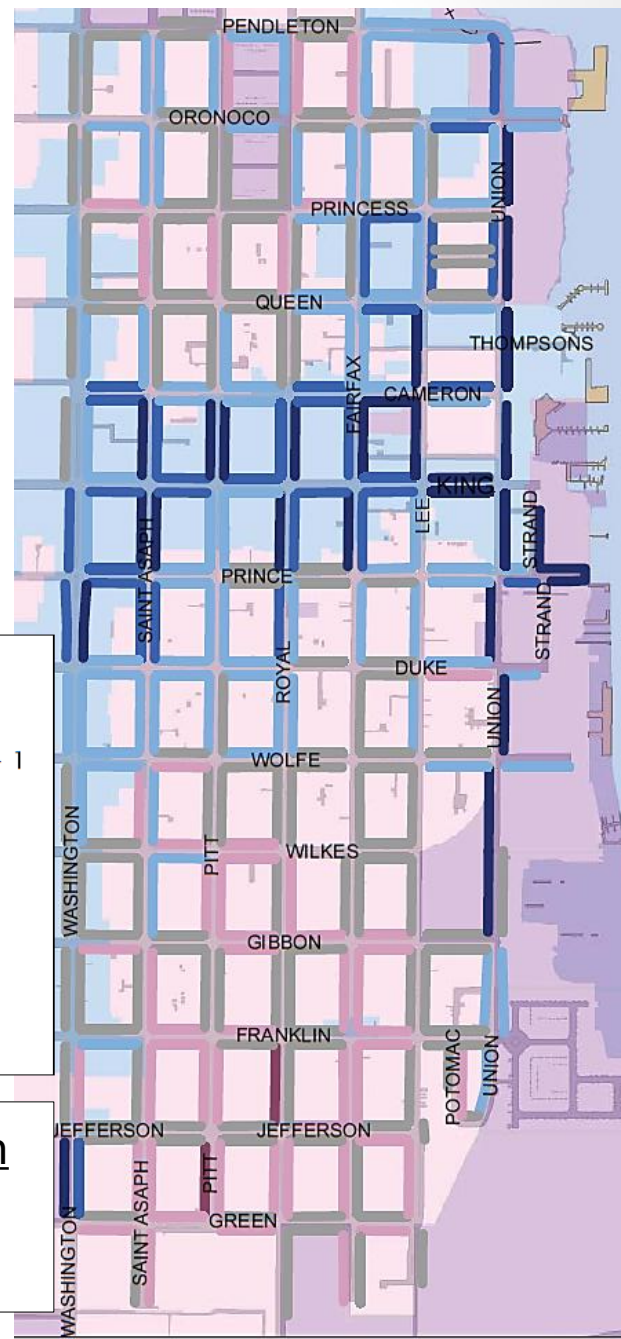 PENDLETON
ORONOCO
UNION
PRINCESS
QUEEN
THOMPSONS
FAIRFAX
CAMERON
KING
LEE
STRAND
SAINT ASAPH
PRINCE
STRAND
ROYAL
DUKE
UNION
1
WOLFE
WASHINGTON
PITT
WILKES
GIBBON
FRANKLIN
POTOMAC
UNION
JEFFERSON
JEFFERSON
n
SAINT ASAPH
PITT
GREEN
WASHINGTON